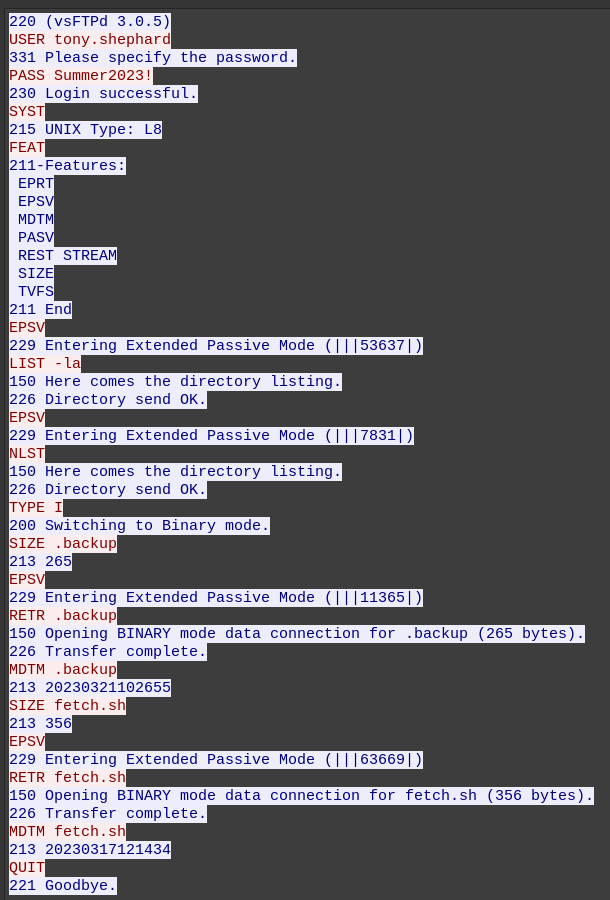 220 (vsFTPd 3.0.5)
USER tony.shephard
331 Please specify the password.
PASS Summer2023!
230 Login successful.
SYST
215 UNIX Type: L8
FEAT
211-Features:
 EPRT
 EPSV
 MDTM
 PASV
 REST STREAM
 SIZE
 TVFS
211 End
EPSV
229 Entering Extended Passive Mode (|||53637|)
LIST -la
150 Here comes the directory listing.
226 Directory send OK.
EPSV
229 Entering Extended Passive Mode (|||7831|)
NLST
150 Here comes the directory listing.
226 Directory send OK.
TYPE I
200 Switching to Binary mode.
SIZE .backup
213 265
EPSV
229 Entering Extended Passive Mode (|||11365|)
RETR .backup
150 Opening BINARY mode data connection for .backup (265 bytes).
226 Transfer complete.
MDTM .backup
213 20230321102655
SIZE fetch.sh
213 356
EPSV
229 Entering Extended Passive Mode (|||63669|)
RETR fetch.sh
150 Opening BINARY mode data connection for fetch.sh (356 bytes).
226 Transfer complete.
MDTM fetch.sh
213 20230317121434
QUIT
221 Goodbye.